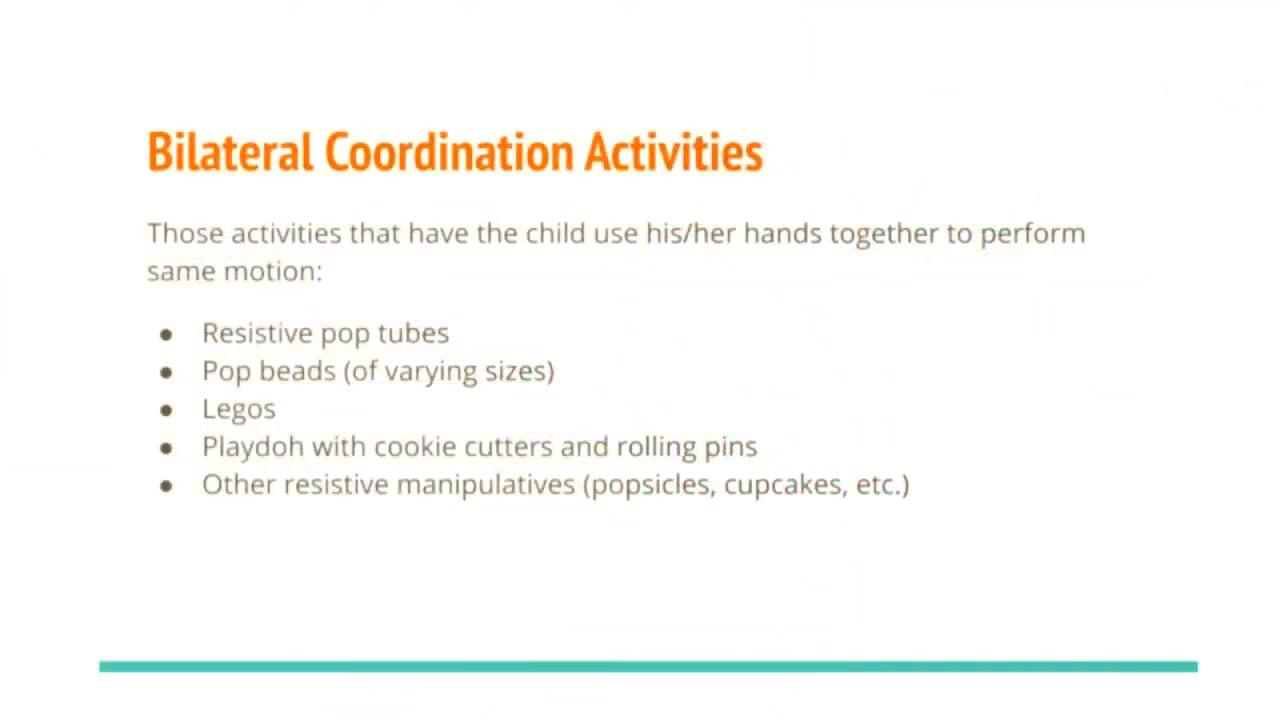 Bilateral Coordination Activities
Those activities that have the child use his/her hands together to perform
same motion:
● Resistive pop tubes
● Pop beads (of varying sizes)
● Legos
● Playdoh with cookie cutters and rolling pins
● Other resistive manipulatives (popsicles, cupcakes, etc.)